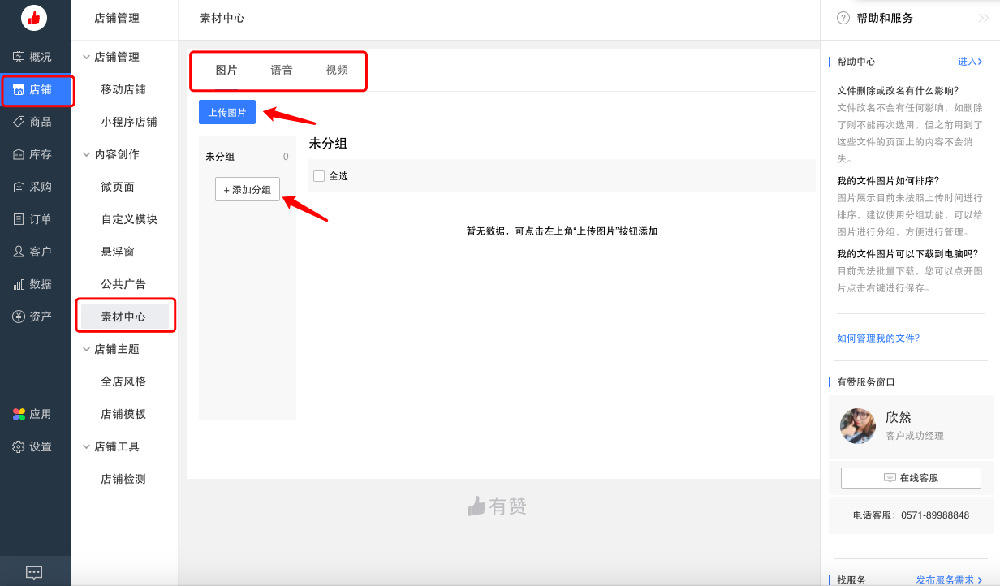 概况
店铺
商品
库存
采购
订单
客户
数据
资产
应用
设置
店铺管理
店铺管理
移动店铺
小程序店铺
内容创作
微页面
自定义模块
悬浮窗
公共广告
素材中心
店铺主题
全店风格
店铺模板
店铺工具
店铺检测
素材中心
图片 语音 视频
上传图片
未分组 0
+ 添加分组
未分组
全选
暂无数据，可点击左上角“上传图片”按钮添加
有赞
? 帮助和服务
帮助中心 进入
文件删除或改名有什么影响?
文件改名不会有任何影响，如删除
了则不能再次选用，但之前用到了
这些文件的页面上的内容不会消
失。
我的文件图片如何排序?
图片展示目前未按照上传时间进行
排序，建议使用分组功能，可以给
图片进行分组，方便进行管理。
我的文件图片可以下载到电脑吗?
目前无法批量下载，您可以点开图
片点击右键进行保存。
如何管理我的文件?
有赞服务窗口
欣然
客户成功经理
在线客服
电话客服：0571-89988848
找服务 发布服务需求